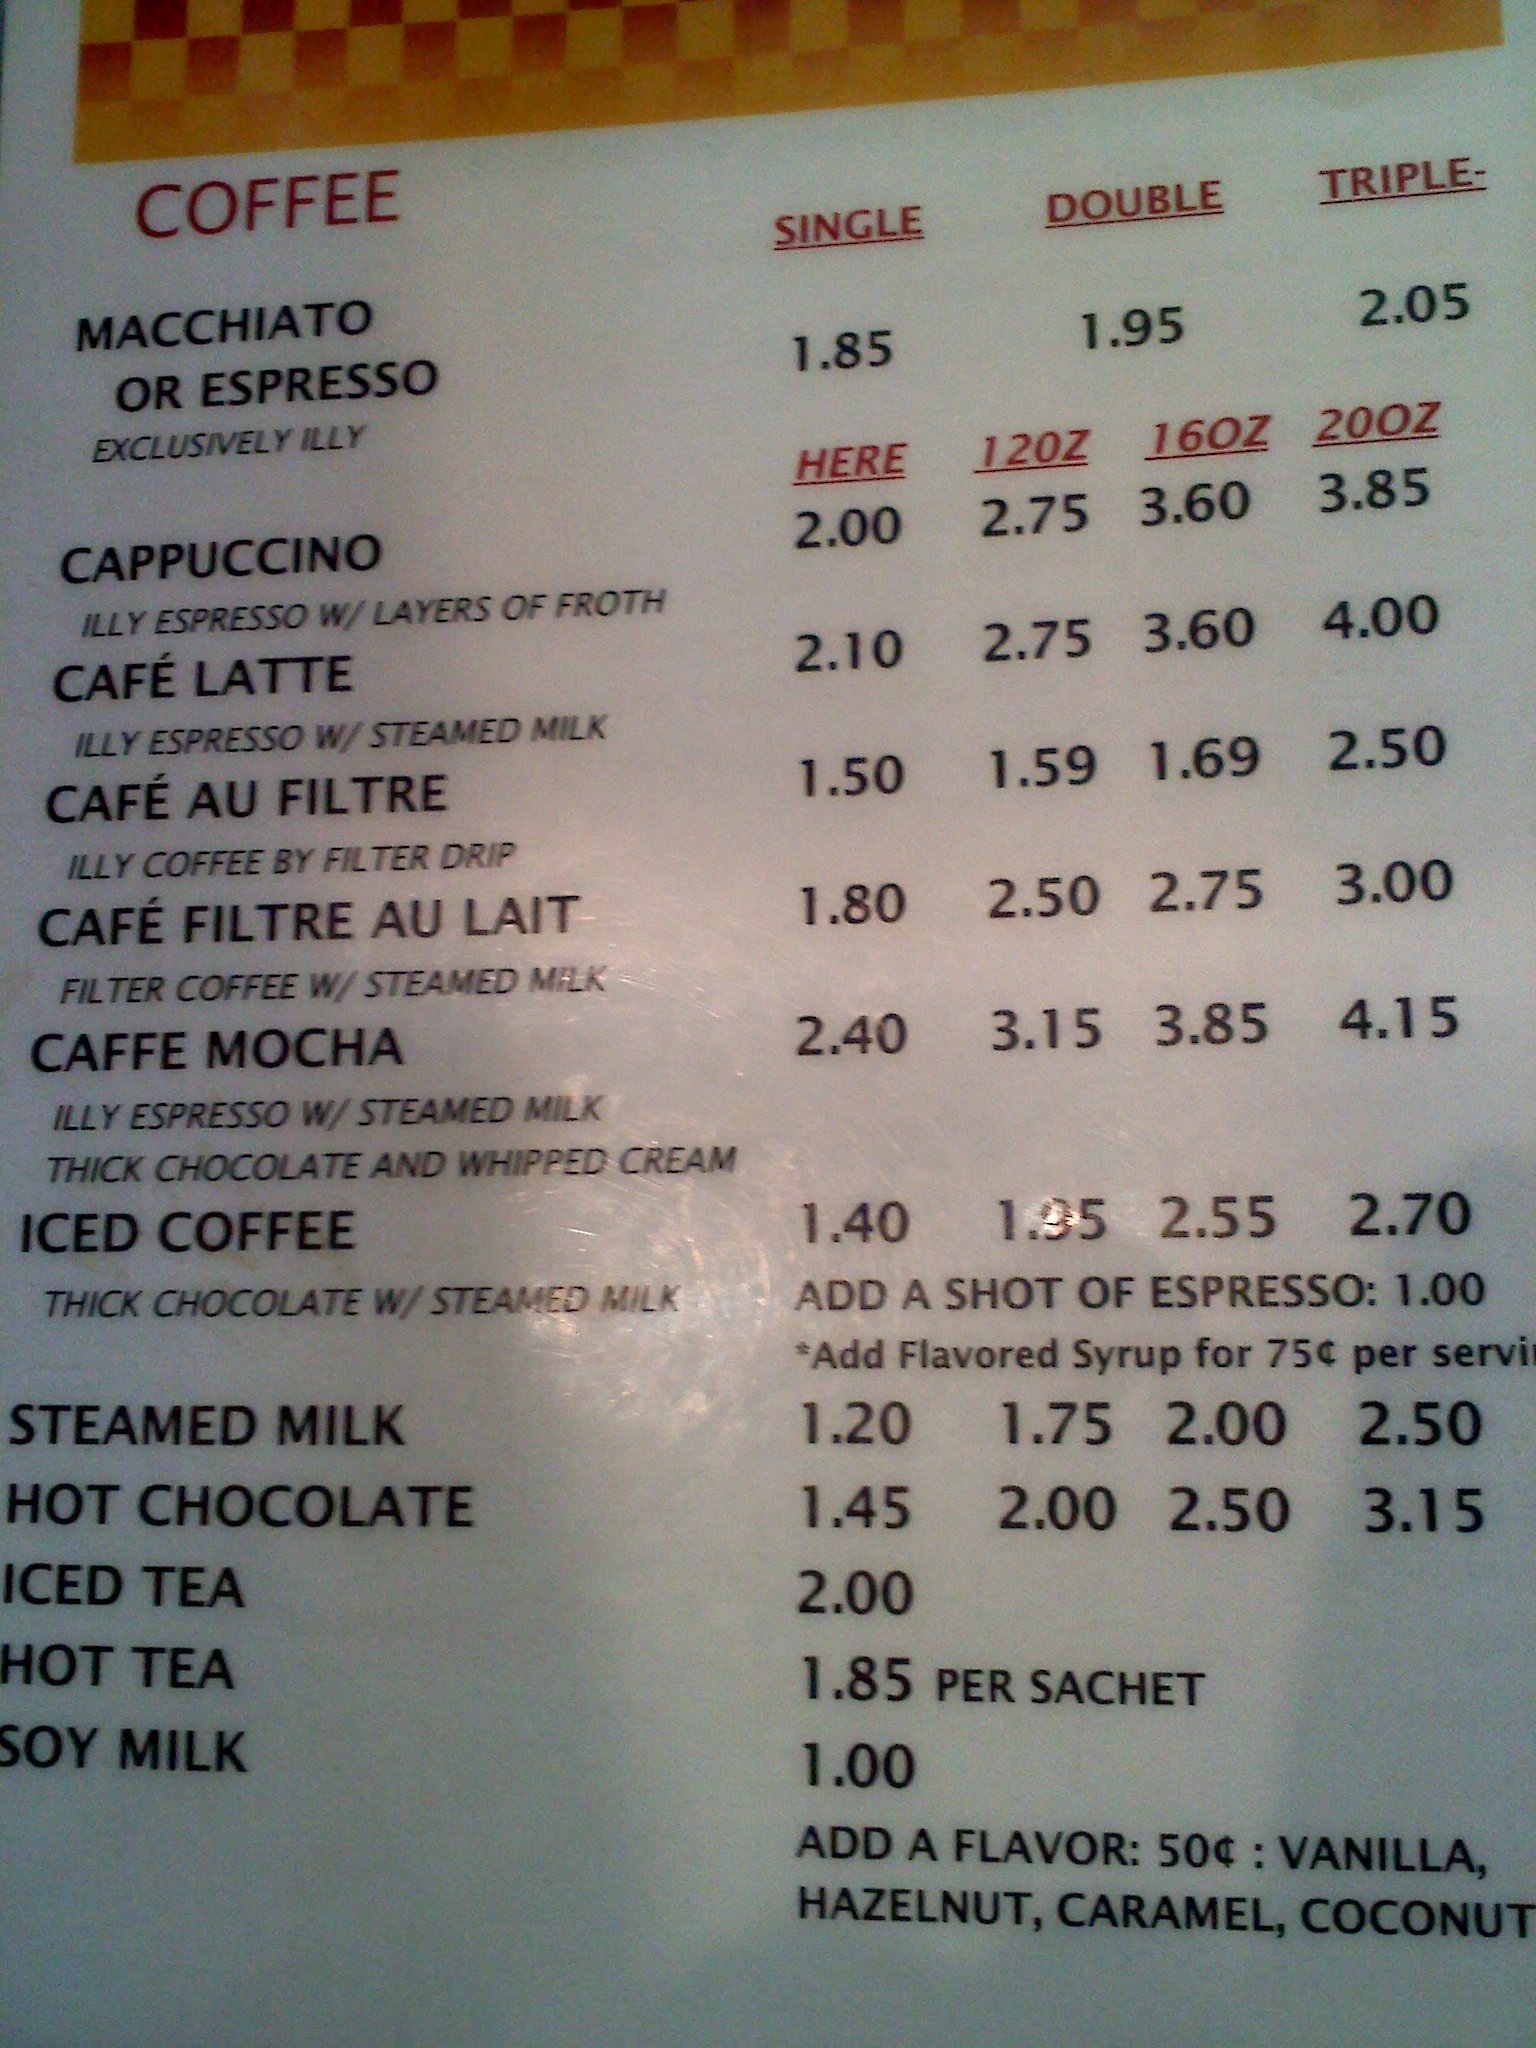 COFFEE SINGLE DOUBLE TRIPLE-
MACCHIATO
OR ESPRESSO 1.85 1.95 2.05
EXCLUSIVELY ILLY
HERE 12OZ 16OZ 20OZ
CAPPUCCINO 2.00 2.75 3.60 3.85
ILLY ESPRESSO W/ LAYERS OF FROTH
CAFÉ LATTE 2.10 2.75 3.60 4.00
ILLY ESPRESSO W/ STEAMED MILK
CAFÉ AU FILTRE 1.50 1.59 1.69 2.50
ILLY COFFEE BY FILTER DRIP
CAFÉ FILTRE AU LAIT 1.80 2.50 2.75 3.00
FILTER COFFEE W/ STEAMED MILK
CAFFE MOCHA 2.40 3.15 3.85 4.15
ILLY ESPRESSO W/ STEAMED MILK
THICK CHOCOLATE AND WHIPPED CREAM
ICED COFFEE 1.40 1.95 2.55 2.70
THICK CHOCOLATE W/ STEAMED MILK ADD A SHOT OF ESPRESSO: 1.00
*Add Flavored Syrup for 75¢ per servi
STEAMED MILK 1.20 1.75 2.00 2.50
HOT CHOCOLATE 1.45 2.00 2.50 3.15
ICED TEA 2.00
HOT TEA 1.85 PER SACHET
SOY MILK 1.00
ADD A FLAVOR: 50¢ : VANILLA,
HAZELNUT, CARAMEL, COCONUT